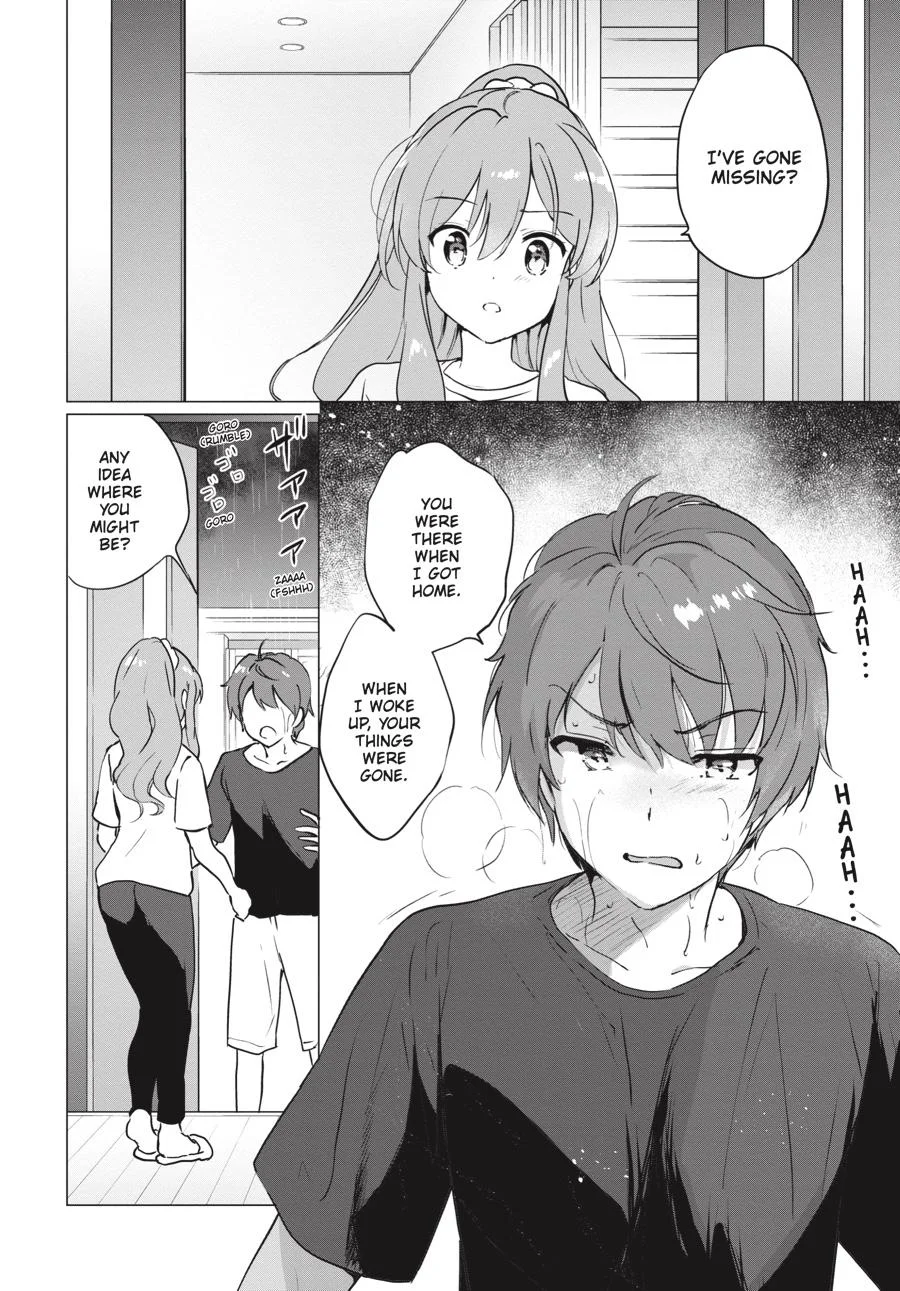 I'VE GONE
MISSING?
HAAH...
HAAH...
YOU
WERE
THERE
WHEN
I GOT
HOME.
WHEN
I WOKE
UP, YOUR
THINGS
WERE
GONE.
ザアアア
ZAAAA
(FSHHH)
GORO
(RUMBLE)
ゴロ
ゴロ
GORO
ANY
IDEA
WHERE
YOU
MIGHT
BE?